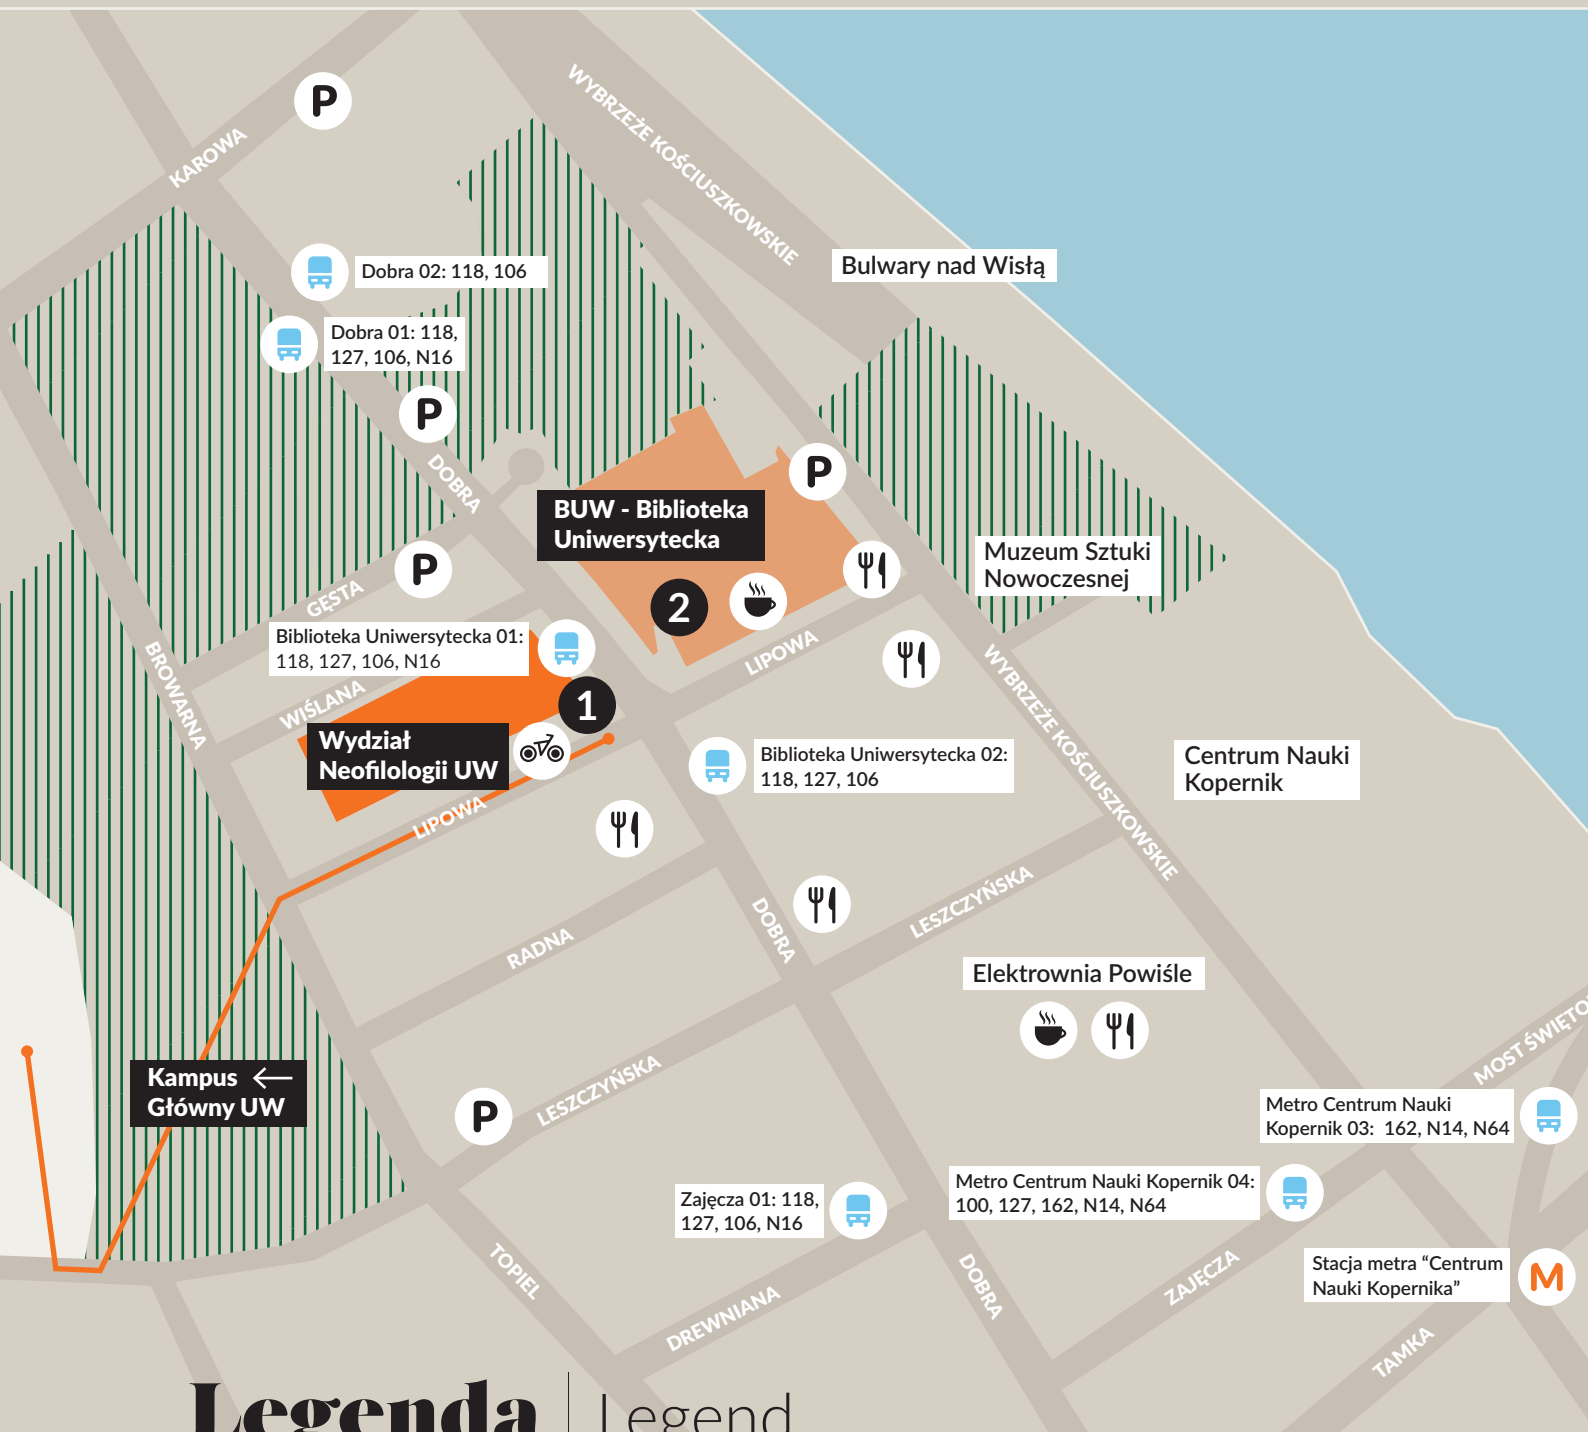 P
KAROWA
WYBRZEŻE KOŚCIUSZKOWSKIE
Bulwary nad Wisłą
Dobra 02: 118, 106
Dobra 01: 118,
127, 106, N16
P
DOBRA
P
BUW - Biblioteka
Uniwersytecka
Muzeum Sztuki
Nowoczesnej
P
GĘSTA
2
Biblioteka Uniwersytecka 01:
118, 127, 106, N16
LIPOWA
BROWARNA
WIŚLANA
1
WYBRZEŻE KOŚCIUSZKOWSKIE
Wydział
Neofilologii UW
Biblioteka Uniwersytecka 02:
118, 127, 106
Centrum Nauki
Kopernik
LIPOWA
RADNA
DOBRA
LESZCZYŃSKA
Elektrownia Powiśle
MOST ŚWIĘTO
Kampus ←
Główny UW
P
LESZCZYŃSKA
Metro Centrum Nauki
Kopernik 03: 162, N14, N64
Metro Centrum Nauki Kopernik 04:
100, 127, 162, N14, N64
Zajęcza 01: 118,
127, 106, N16
TOPIEL
DOBRA
ZAJĘCZA
Stacja metra “Centrum
Nauki Kopernika”
M
DREWNIANA
TAMKA
Legenda | Legend